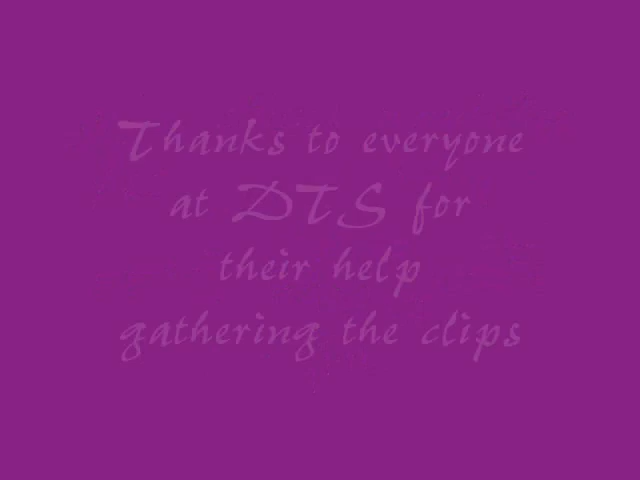 Thanks to everyone
at DTS for
their help
gathering the clips